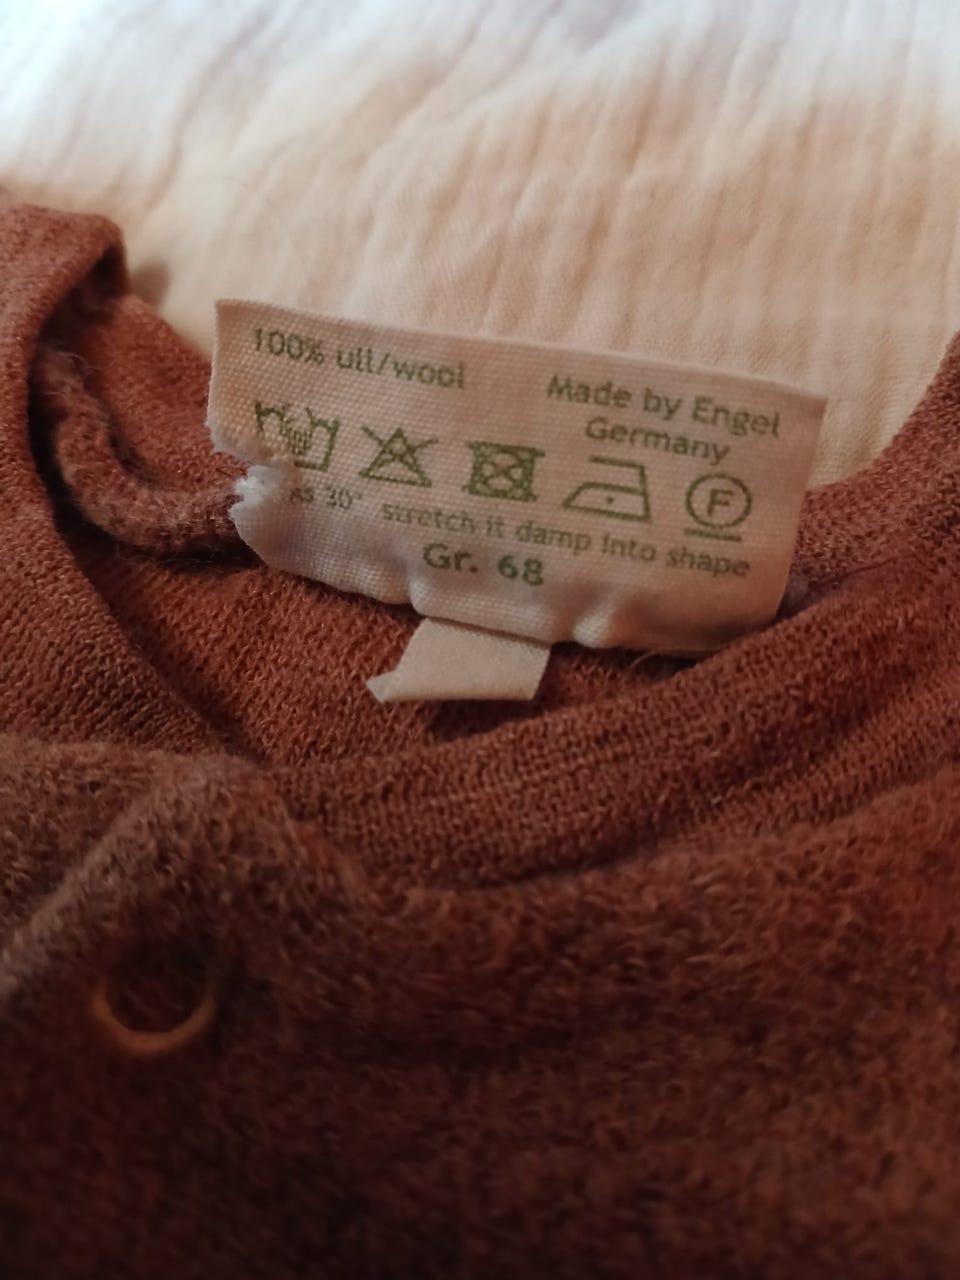 100% ull/wool
Made by Engel
Germany
F
30°
stretch it damp into shape
Gr. 68